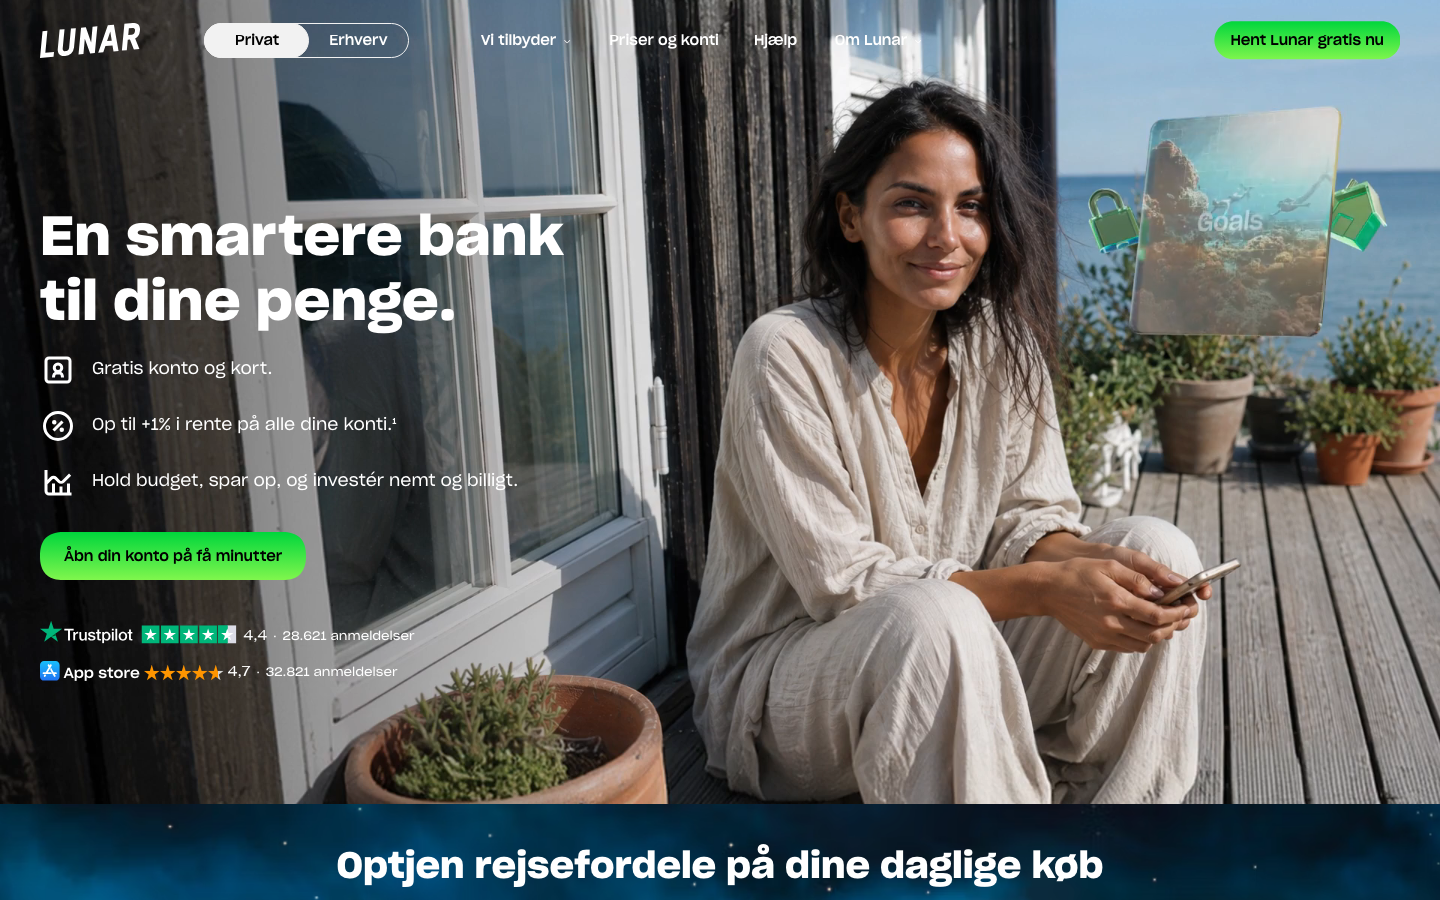 LUNAR
Privat
Erhverv
Vi tilbyder
Priser og konti
Hjælp
Om Lunar
Hent Lunar gratis nu
Goals
En smartere bank
til dine penge.
Gratis konto og kort.
Op til +1% i rente på alle dine konti.¹
Hold budget, spar op, og investér nemt og billigt.
Åbn din konto på få minutter
Trustpilot 4,4 · 28.621 anmeldelser
App store 4,7 · 32.821 anmeldelser
Optjen rejsefordele på dine daglige køb